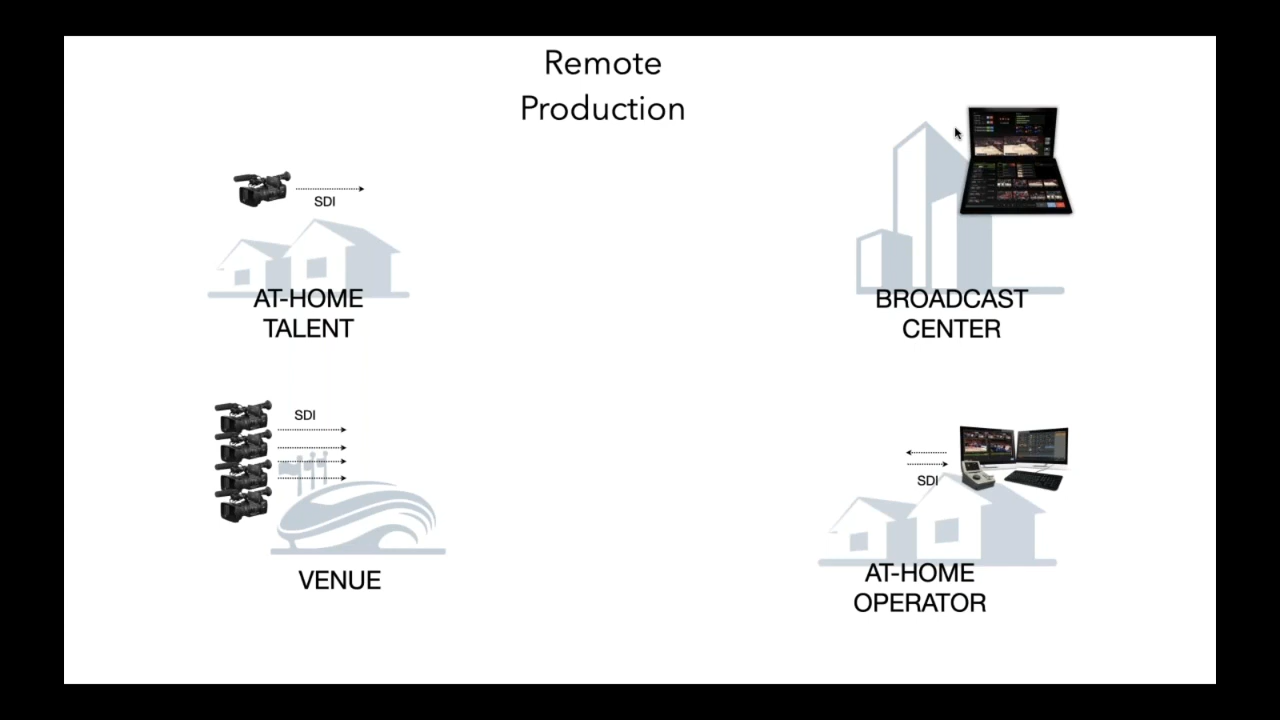 Remote
Production
SDI
AT-HOME
TALENT
BROADCAST
CENTER
SDI
VENUE
SDI
AT-HOME
OPERATOR